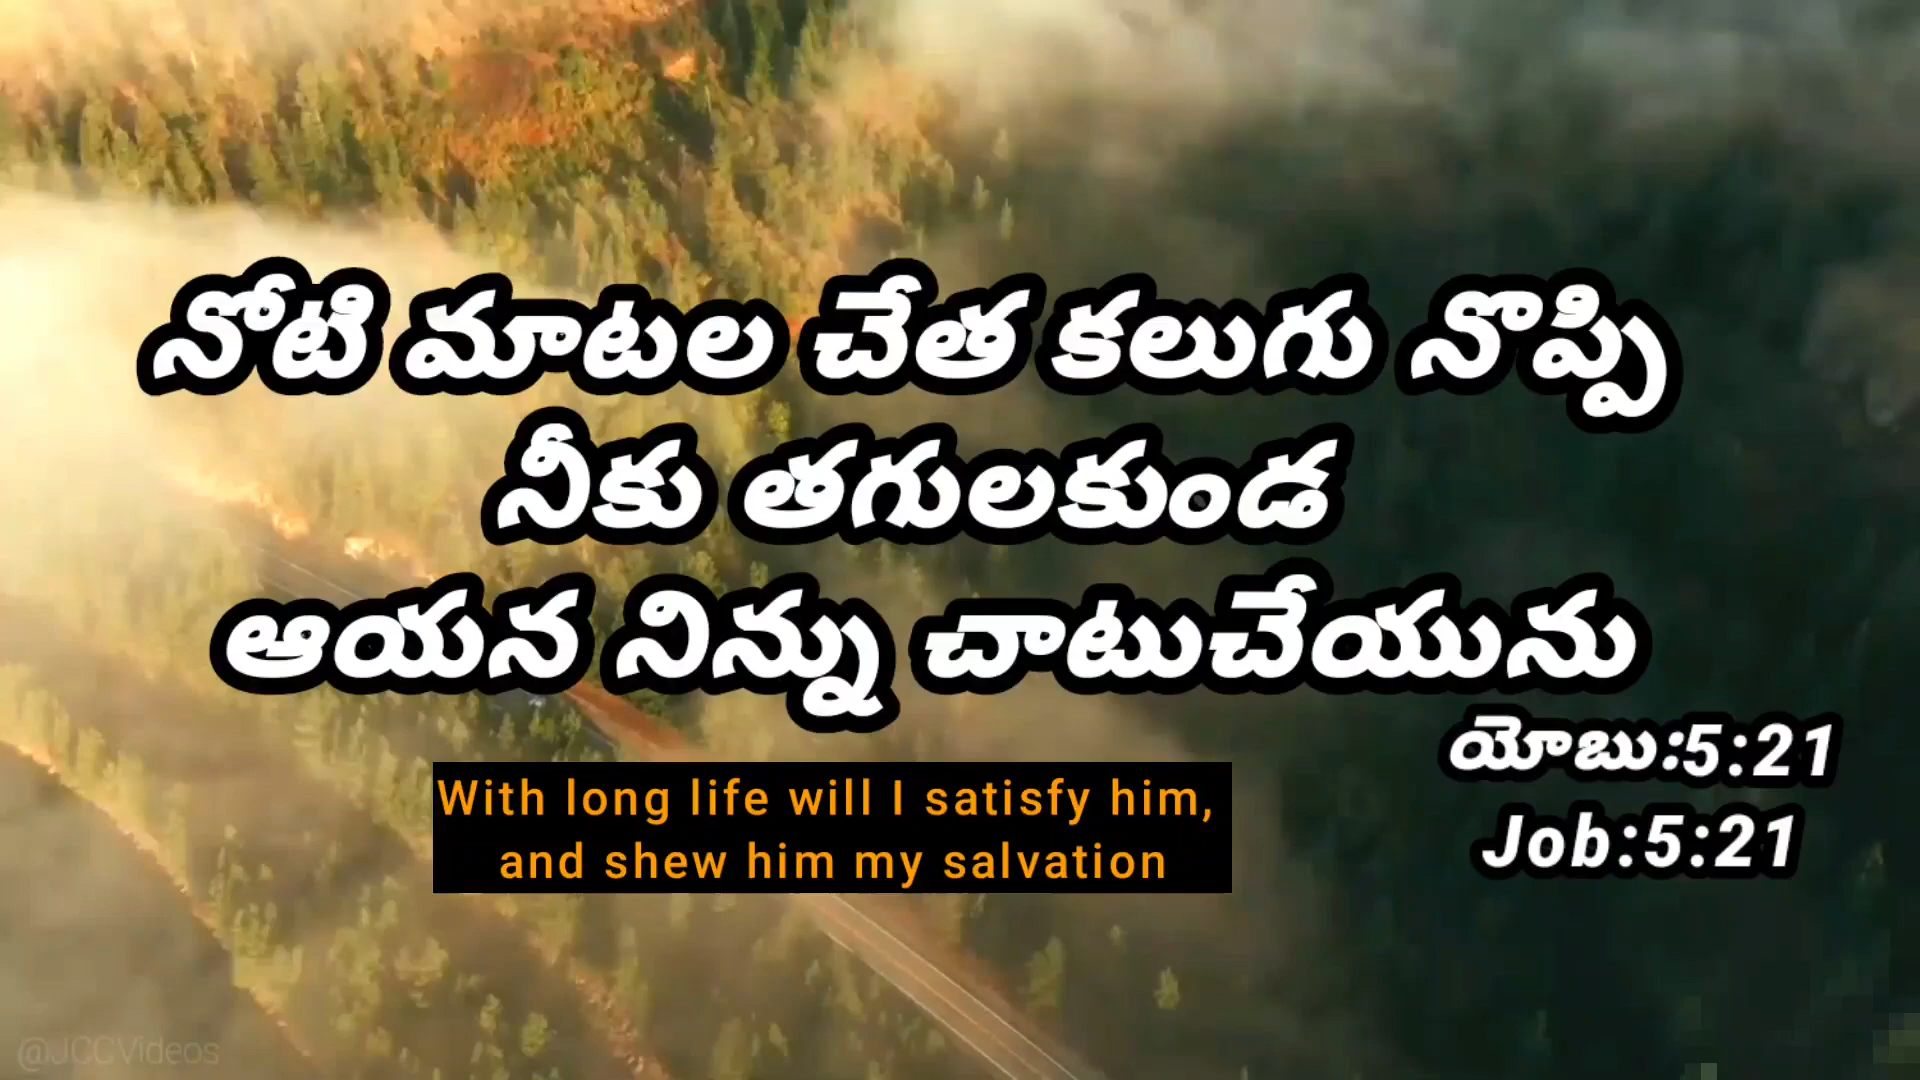 నోటి మాటల చేత కలుగు నొప్పి
నీకు తగులకుండ
ఆయన నిన్ను చాటుచేయును
యోబు:5:21
Job:5:21
With long life will I satisfy him,
and shew him my salvation
@JCCVideos